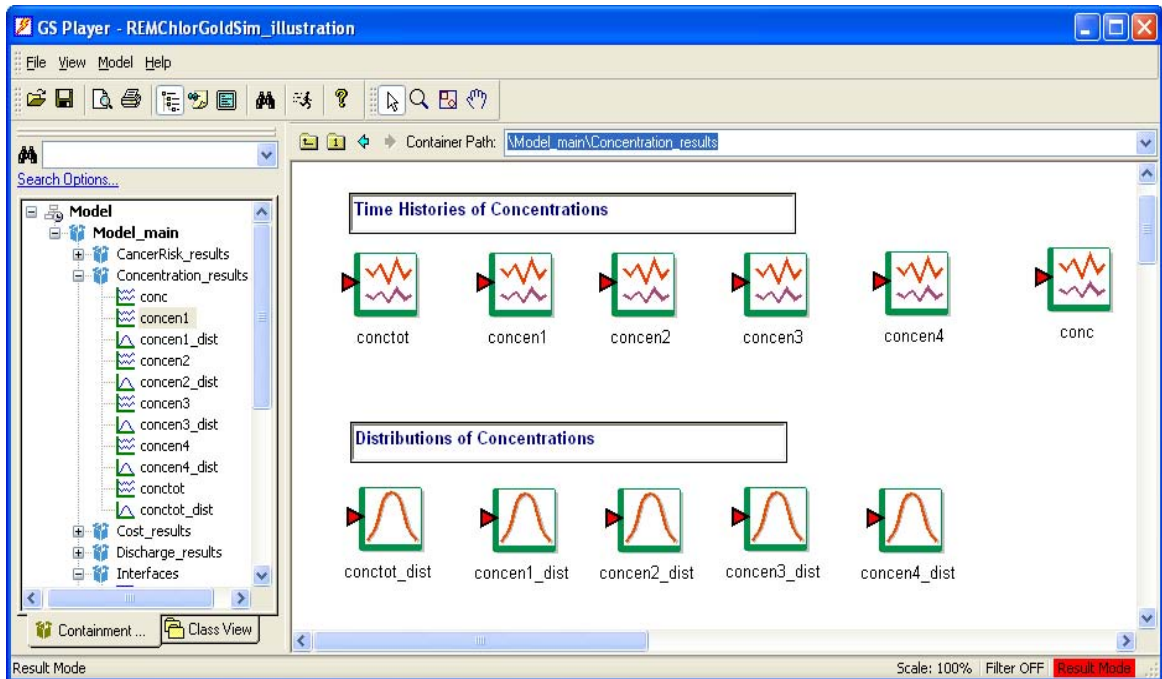 GS Player - REMChlorGoldSim_illustration
File View Model Help
Container Path: \Model_main\Concentration_results
Search Options...
Model
Model_main
CancerRisk_results
Concentration_results
conc
concen1
concen1_dist
concen2
concen2_dist
concen3
concen3_dist
concen4
concen4_dist
conctot
conctot_dist
Cost_results
Discharge_results
Interfaces
Containment ... Class View
Time Histories of Concentrations
conctot concen1 concen2 concen3 concen4 conc
Distributions of Concentrations
conctot_dist concen1_dist concen2_dist concen3_dist concen4_dist
Result Mode Scale: 100% Filter OFF Result Mode